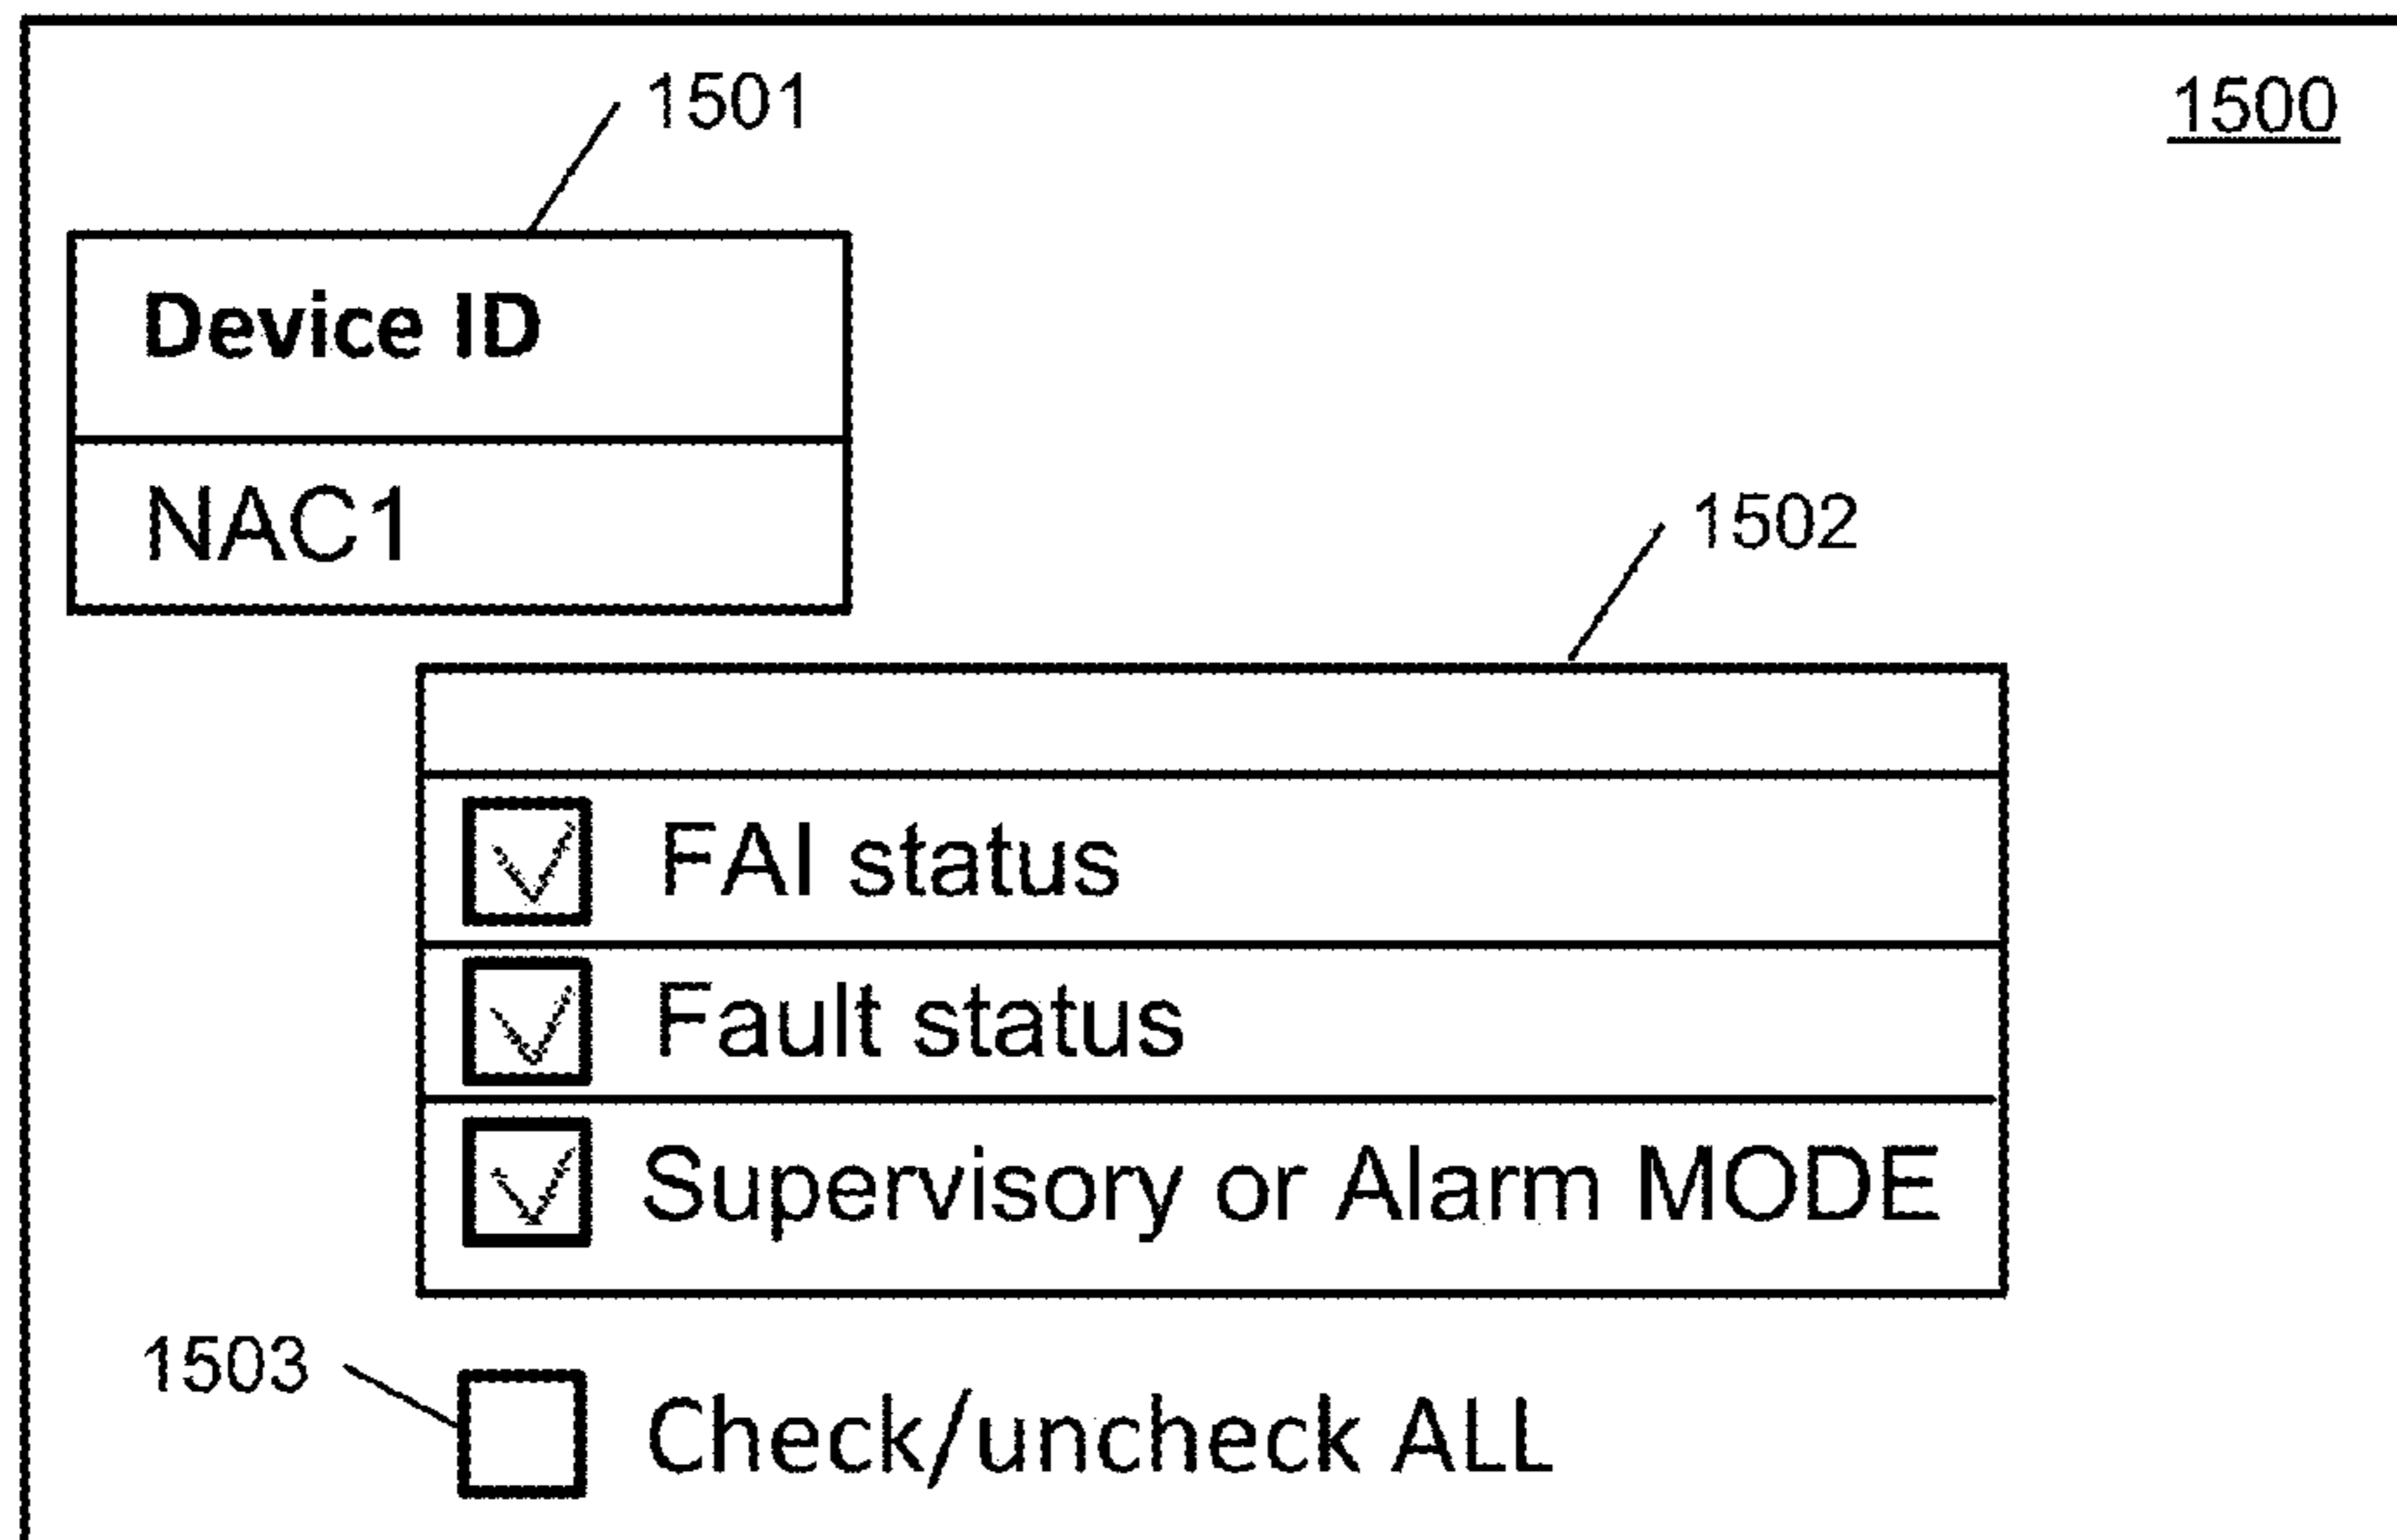 1501
1500
Device ID
NAC1
1502
FAI status
Fault status
Supervisory or Alarm MODE
1503
Check/uncheck ALL